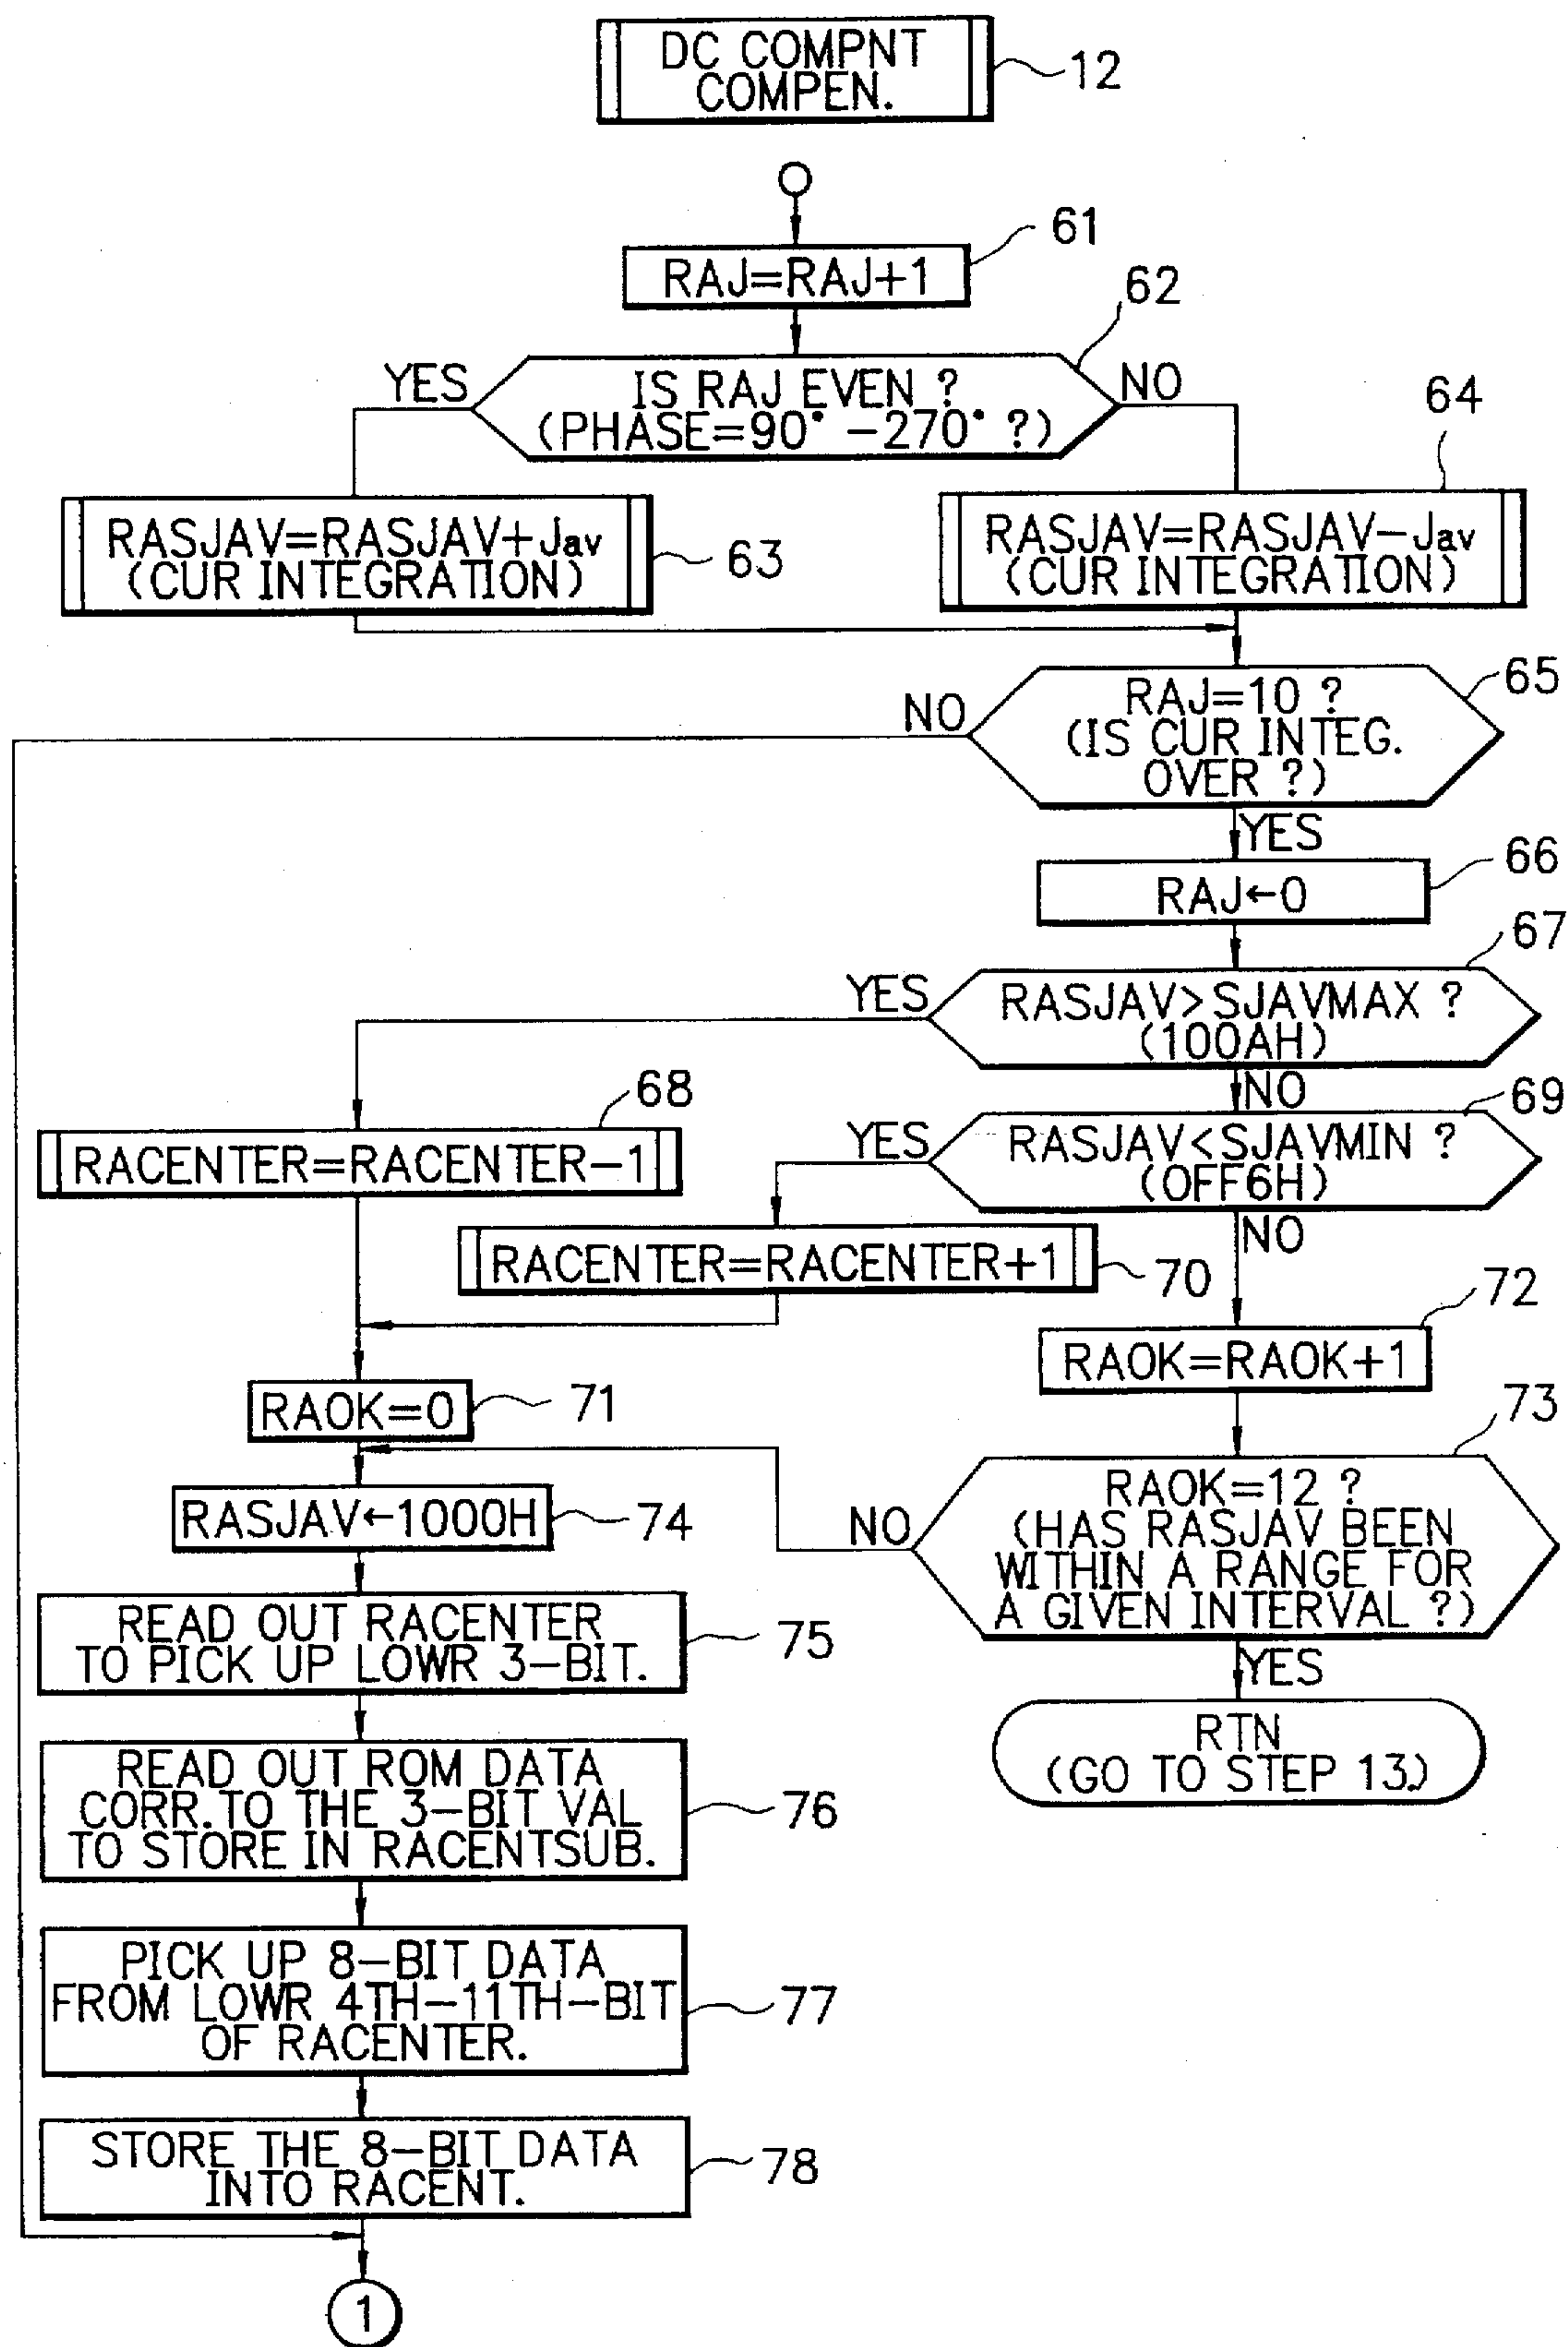 DC COMPNT
COMPEN.
12
61
RAJ=RAJ+1
62
YES
IS RAJ EVEN ?
(PHASE=90° -270° ?)
NO
64
RASJAV=RASJAV+Jav
(CUR INTEGRATION)
63
RASJAV=RASJAV-Jav
(CUR INTEGRATION)
65
NO
RAJ=10 ?
(IS CUR INTEG.
OVER ?)
YES
66
RAJ←0
67
YES
RASJAV>SJAVMAX ?
(100AH)
NO
68
RACENTER=RACENTER-1
69
YES
RASJAV<SJAVMIN ?
(OFF6H)
NO
RACENTER=RACENTER+1
70
72
RAOK=RAOK+1
RAOK=0
71
73
RASJAV←1000H
74
NO
RAOK=12 ?
(HAS RASJAV BEEN
WITHIN A RANGE FOR
A GIVEN INTERVAL ?)
YES
READ OUT RACENTER
TO PICK UP LOWR 3-BIT.
75
RTN
(GO TO STEP 13.)
READ OUT ROM DATA
CORR.TO THE 3-BIT VAL
TO STORE IN RACENTSUB.
76
PICK UP 8-BIT DATA
FROM LOWR 4TH-11TH-BIT
OF RACENTER.
77
STORE THE 8-BIT DATA
INTO RACENT.
78
1